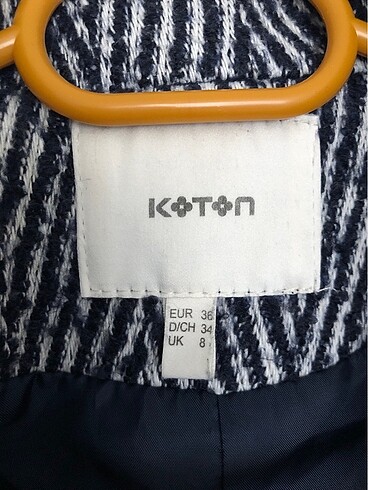 KOTON
EUR 36
D/CH 34
UK 8